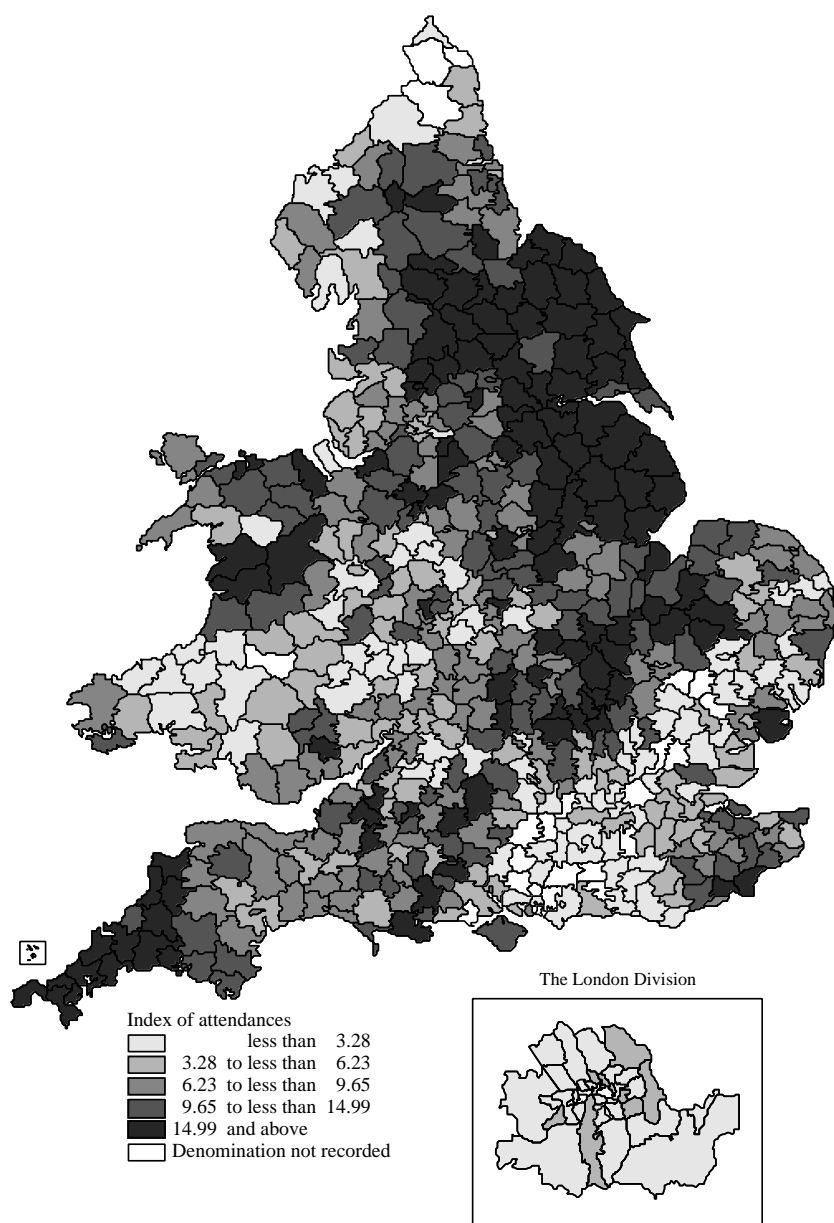 The London Division
Index of attendances
less than 3.28
3.28 to less than 6.23
6.23 to less than 9.65
9.65 to less than 14.99
14.99 and above
Denomination not recorded